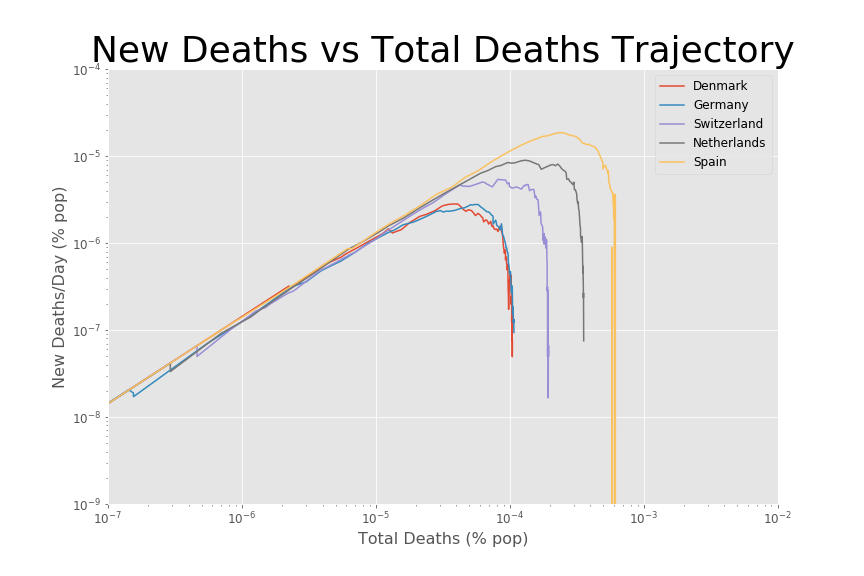 New Deaths vs Total Deaths Trajectory
10⁻⁴
Denmark
Germany
Switzerland
Netherlands
Spain
10⁻⁵
10⁻⁶
10⁻⁷
10⁻⁸
10⁻⁹
New Deaths/Day (% pop)
10⁻⁷ 10⁻⁶ 10⁻⁵ 10⁻⁴ 10⁻³ 10⁻²
Total Deaths (% pop)